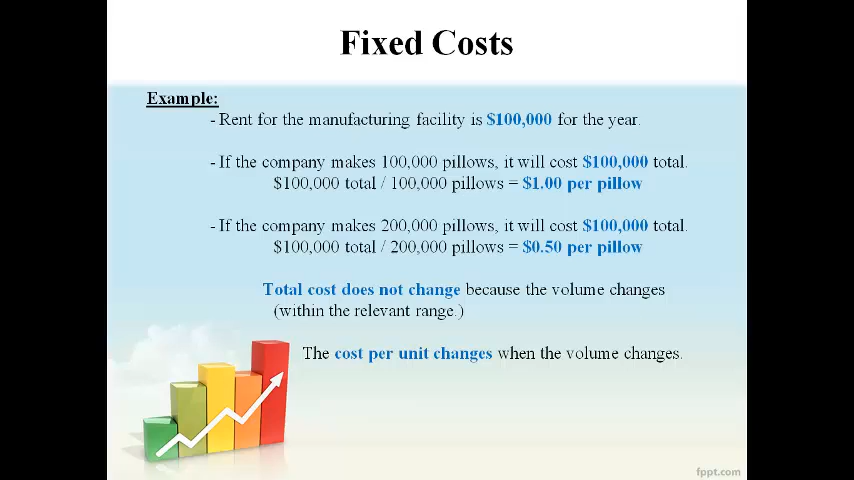 Fixed Costs
Example:
- Rent for the manufacturing facility is $100,000 for the year.
- If the company makes 100,000 pillows, it will cost $100,000 total.
$100,000 total / 100,000 pillows = $1.00 per pillow
- If the company makes 200,000 pillows, it will cost $100,000 total.
$100,000 total / 200,000 pillows = $0.50 per pillow
Total cost does not change because the volume changes
(within the relevant range.)
The cost per unit changes when the volume changes.
fppt.com